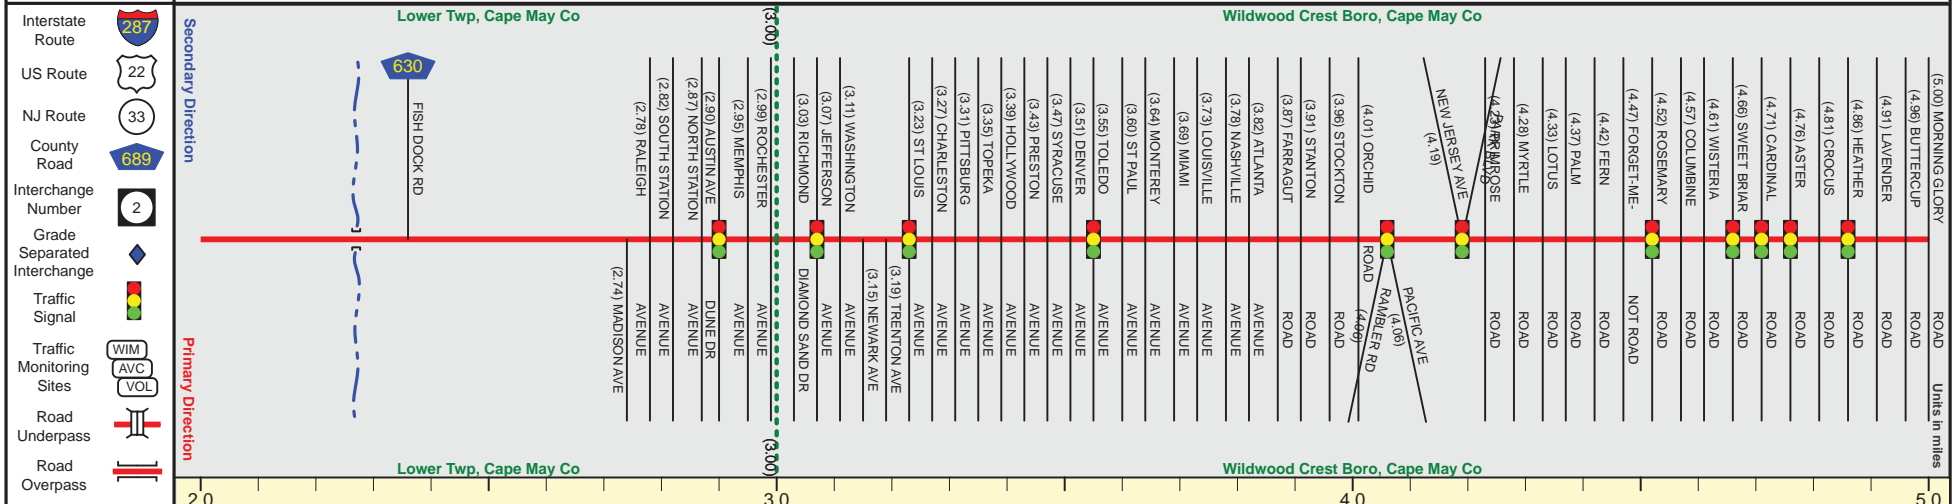 Interstate
Route
287
US Route
22
NJ Route
33
County
Road
689
Interchange
Number
2
Grade
Separated
Interchange
Traffic
Signal
Traffic
Monitoring
Sites
WIM
AVC
VOL
Road
Underpass
Road
Overpass
Secondary Direction
Primary Direction
Lower Twp, Cape May Co
(3.00)
Wildwood Crest Boro, Cape May Co
630
FISH DOCK RD
(2.74) MADISON AVE
(2.78) RALEIGH AVENUE
(2.82) SOUTH STATION AVENUE
(2.87) NORTH STATION AVENUE
(2.90) AUSTIN AVE
DUNE DR
(2.95) MEMPHIS AVENUE
(2.99) ROCHESTER AVENUE
(3.03) RICHMOND
DIAMOND SAND DR
(3.07) JEFFERSON AVENUE
(3.11) WASHINGTON AVENUE
(3.15) NEWARK AVE
(3.19) TRENTON AVE
(3.23) ST LOUIS AVENUE
(3.27) CHARLESTON AVENUE
(3.31) PITTSBURG AVENUE
(3.35) TOPEKA AVENUE
(3.39) HOLLYWOOD AVENUE
(3.43) PRESTON AVENUE
(3.47) SYRACUSE AVENUE
(3.51) DENVER AVENUE
(3.55) TOLEDO AVENUE
(3.60) ST PAUL AVENUE
(3.64) MONTEREY AVENUE
(3.69) MIAMI AVENUE
(3.73) LOUISVILLE AVENUE
(3.78) NASHVILLE AVENUE
(3.82) ATLANTA AVENUE
(3.87) FARRAGUT ROAD
(3.91) STANTON ROAD
(3.96) STOCKTON ROAD
(4.01) ORCHID ROAD
RAMBLER RD
(4.06)
PACIFIC AVE
(4.06)
NEW JERSEY AVE
(4.19)
PRIMROSE ROAD
(4.28) MYRTLE ROAD
(4.33) LOTUS ROAD
(4.37) PALM ROAD
(4.42) FERN ROAD
(4.47) FORGET-ME-
NOT ROAD
(4.52) ROSEMARY ROAD
(4.57) COLUMBINE ROAD
(4.61) WISTERIA ROAD
(4.66) SWEET BRIAR ROAD
(4.71) CARDINAL ROAD
(4.76) ASTER ROAD
(4.81) CROCUS ROAD
(4.86) HEATHER ROAD
(4.91) LAVENDER ROAD
(4.96) BUTTERCUP ROAD
(5.00) MORNING GLORY ROAD
Units in miles
Lower Twp, Cape May Co
(3.00)
Wildwood Crest Boro, Cape May Co
2.0
3.0
4.0
5.0